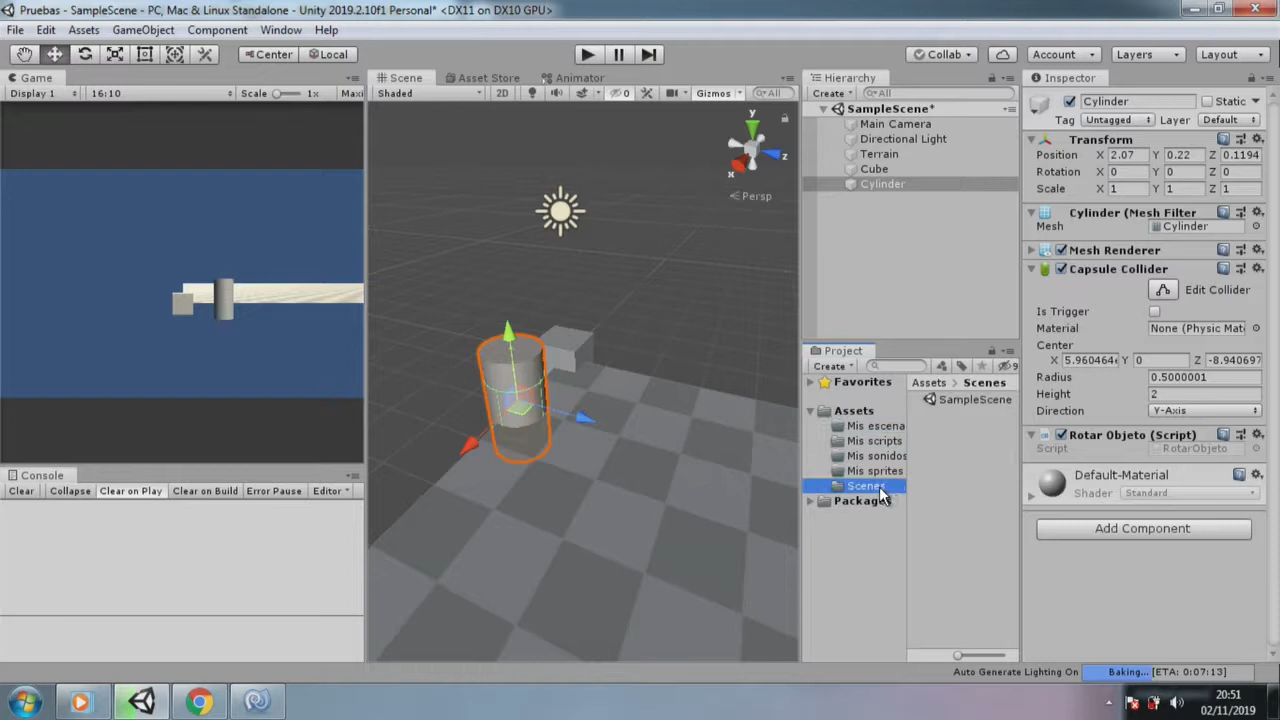 Pruebas - SampleScene - PC, Mac & Linux Standalone - Unity 2019.2.10f1 Personal* <DX11 on DX10 GPU>
File Edit Assets GameObject Component Window Help
Center Local Collab Account Layers Layout
Game
Display 1 16:10 Scale 1x Maxi
Scene Asset Store Animator
Shaded 2D 0 Gizmos All
y
z
x
Persp
Hierarchy
Create All
SampleScene*
Main Camera
Directional Light
Terrain
Cube
Cylinder
Project
Create 9
Favorites
Assets
Mis escena
Mis scripts
Mis sonidos
Mis sprites
Scenes
Packages
Assets Scenes
SampleScene
Inspector
Cylinder Static
Tag Untagged Layer Default
Transform
Position X 2.07 Y 0.22 Z 0.1194
Rotation X 0 Y 0 Z 0
Scale X 1 Y 1 Z 1
Cylinder (Mesh Filter
Mesh Cylinder
Mesh Renderer
Capsule Collider
Edit Collider
Is Trigger
Material None (Physic Mat
Center
X 5.960464 Y 0 Z -8.940697
Radius 0.5000001
Height 2
Direction Y-Axis
Rotar Objeto (Script)
Script RotarObjeto
Default-Material
Shader Standard
Add Component
Console
Clear Collapse Clear on Play Clear on Build Error Pause Editor
Auto Generate Lighting On Baking... [ETA: 0:07:13]
20:51
02/11/2019